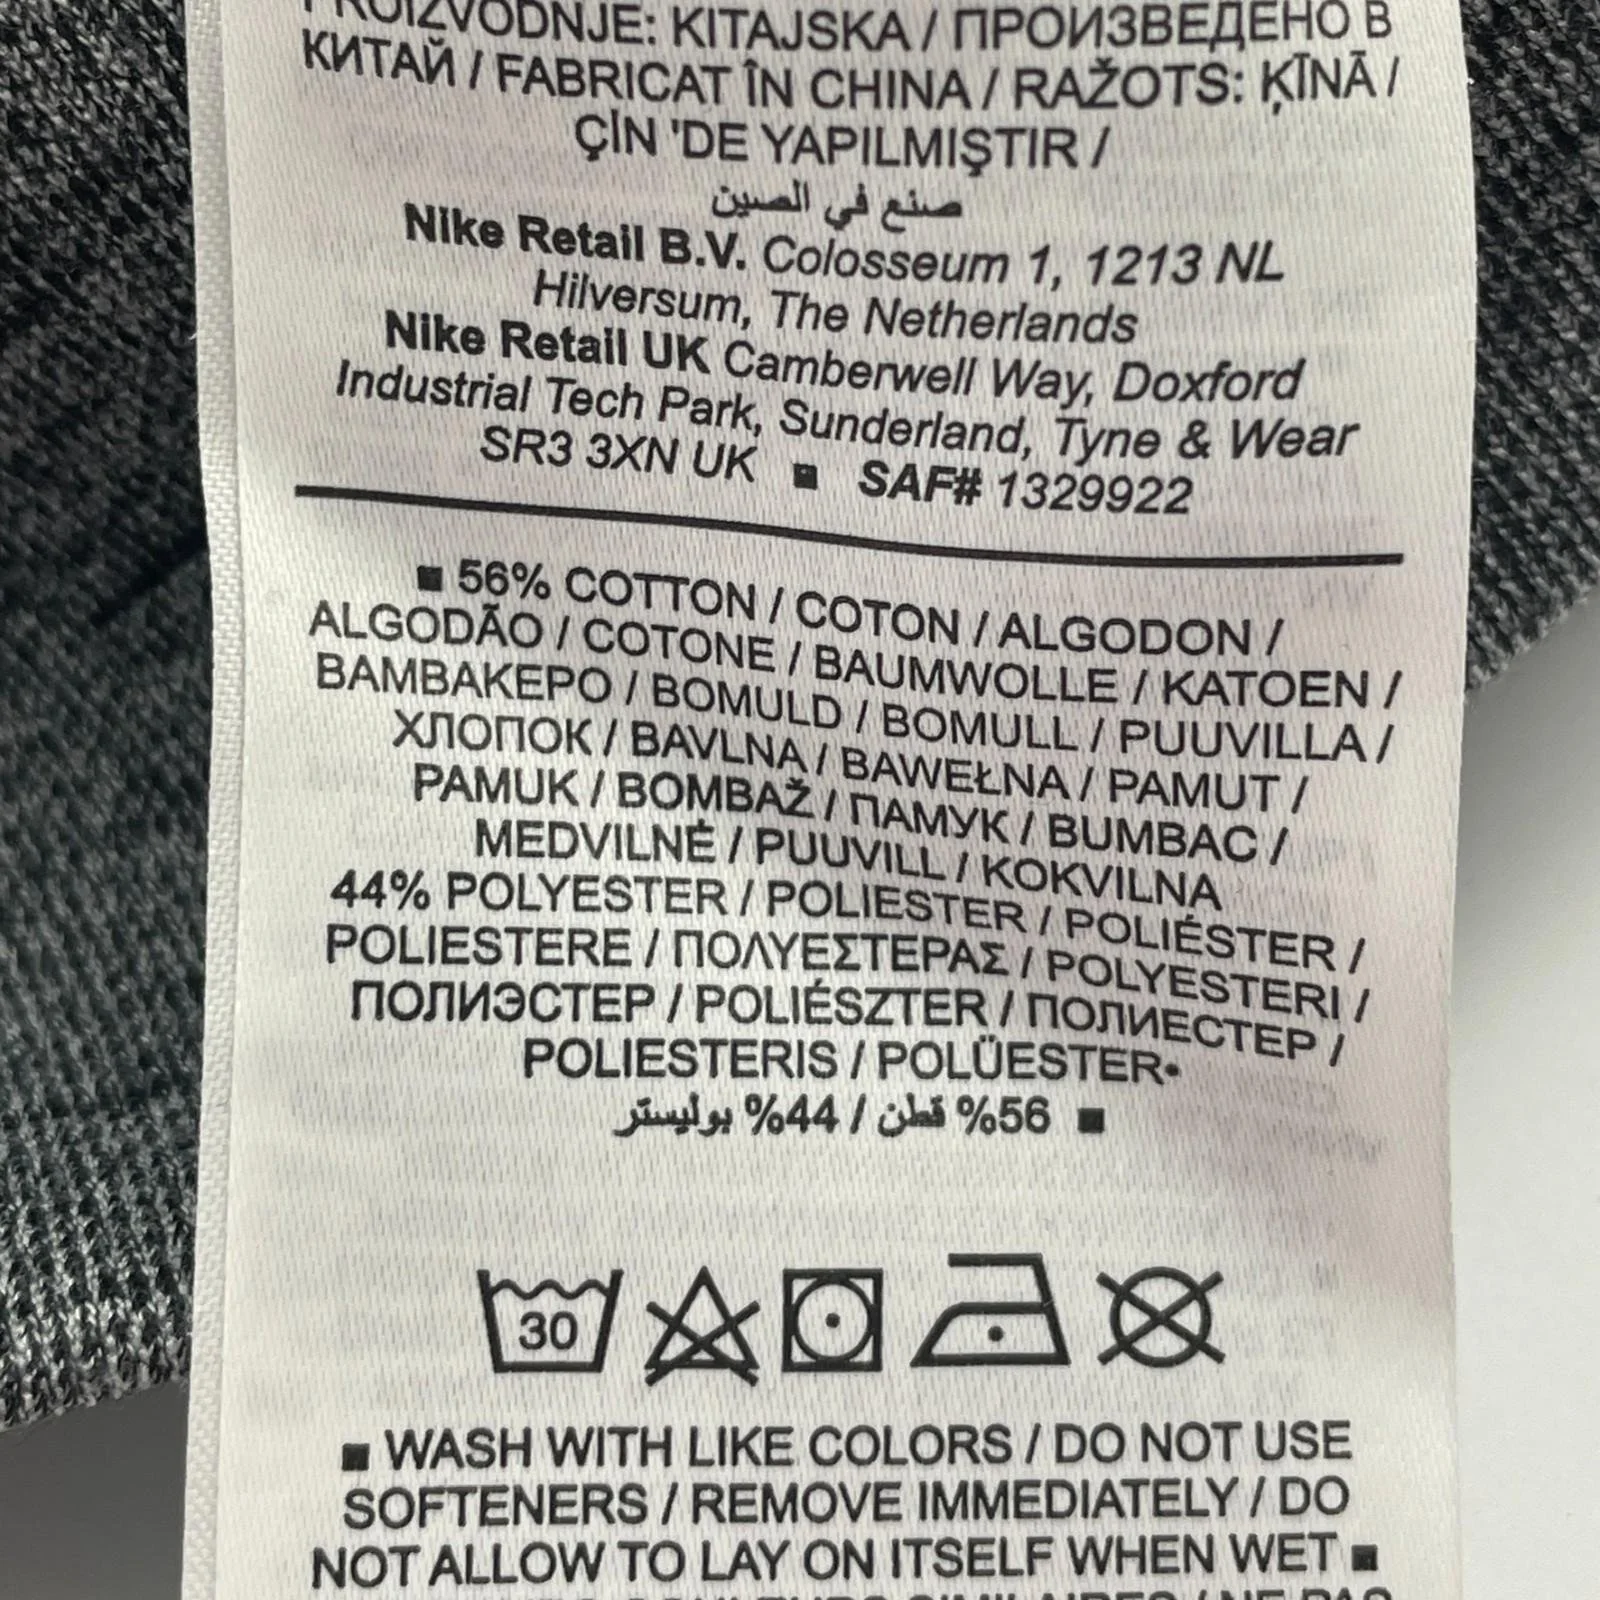 PROIZVODNJE: KITAJSKA / ПРОИЗВЕДЕНО В
КИТАЙ / FABRICAT ÎN CHINA / RAŽOTS: ĶĪNĀ /
ÇİN 'DE YAPILMIŞTIR /
صنع في الصين
Nike Retail B.V. Colosseum 1, 1213 NL
Hilversum, The Netherlands
Nike Retail UK Camberwell Way, Doxford
Industrial Tech Park, Sunderland, Tyne & Wear
SR3 3XN UK ■ SAF# 1329922
■ 56% COTTON / COTON / ALGODON /
ALGODÃO / COTONE / BAUMWOLLE / KATOEN /
ΒΑΜΒΑΚΕΡΟ / BOMULD / BOMULL / PUUVILLA /
ХЛОПОК / BAVLNA / BAWEŁNA / PAMUT /
PAMUK / BOMBAŽ / ПАМУК / BUMBAC /
MEDVILNĖ / PUUVILL / KOKVILNA
44% POLYESTER / POLIESTER / POLIÉSTER /
POLIESTERE / ΠΟΛΥΕΣΤΕΡΑΣ / POLYESTERI /
ПОЛИЭСТЕР / POLIÉSZTER / ПОЛИЕСТЕР /
POLIESTERIS / POLÜESTER•
■ 56% قطن / 44% بوليستر
30
■ WASH WITH LIKE COLORS / DO NOT USE
SOFTENERS / REMOVE IMMEDIATELY / DO
NOT ALLOW TO LAY ON ITSELF WHEN WET ■
SIMILAIRES / NE PAS